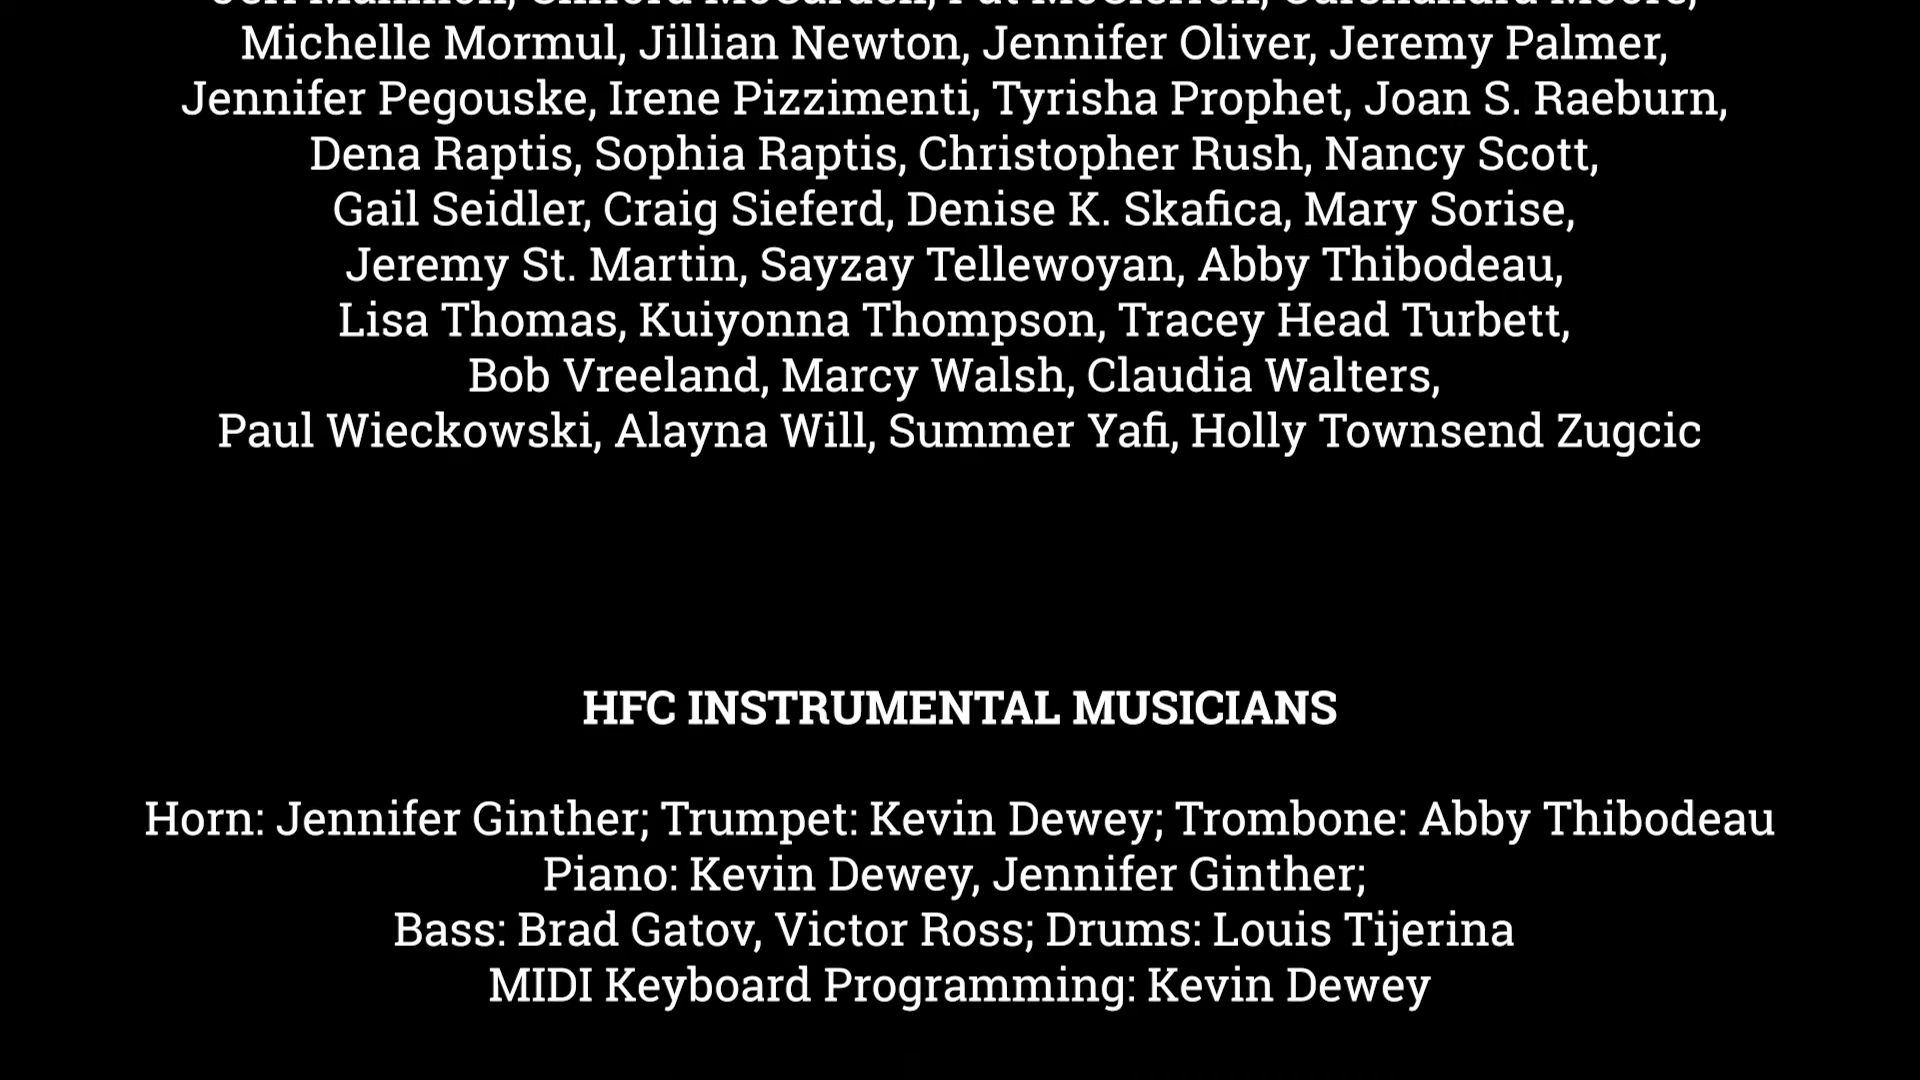 Michelle Mormul, Jillian Newton, Jennifer Oliver, Jeremy Palmer,
Jennifer Pegouske, Irene Pizzimenti, Tyrisha Prophet, Joan S. Raeburn,
Dena Raptis, Sophia Raptis, Christopher Rush, Nancy Scott,
Gail Seidler, Craig Sieferd, Denise K. Skafica, Mary Sorise,
Jeremy St. Martin, Sayzay Tellewoyan, Abby Thibodeau,
Lisa Thomas, Kuiyonna Thompson, Tracey Head Turbett,
Bob Vreeland, Marcy Walsh, Claudia Walters,
Paul Wieckowski, Alayna Will, Summer Yafi, Holly Townsend Zugcic
HFC INSTRUMENTAL MUSICIANS
Horn: Jennifer Ginther; Trumpet: Kevin Dewey; Trombone: Abby Thibodeau
Piano: Kevin Dewey, Jennifer Ginther;
Bass: Brad Gatov, Victor Ross; Drums: Louis Tijerina
MIDI Keyboard Programming: Kevin Dewey